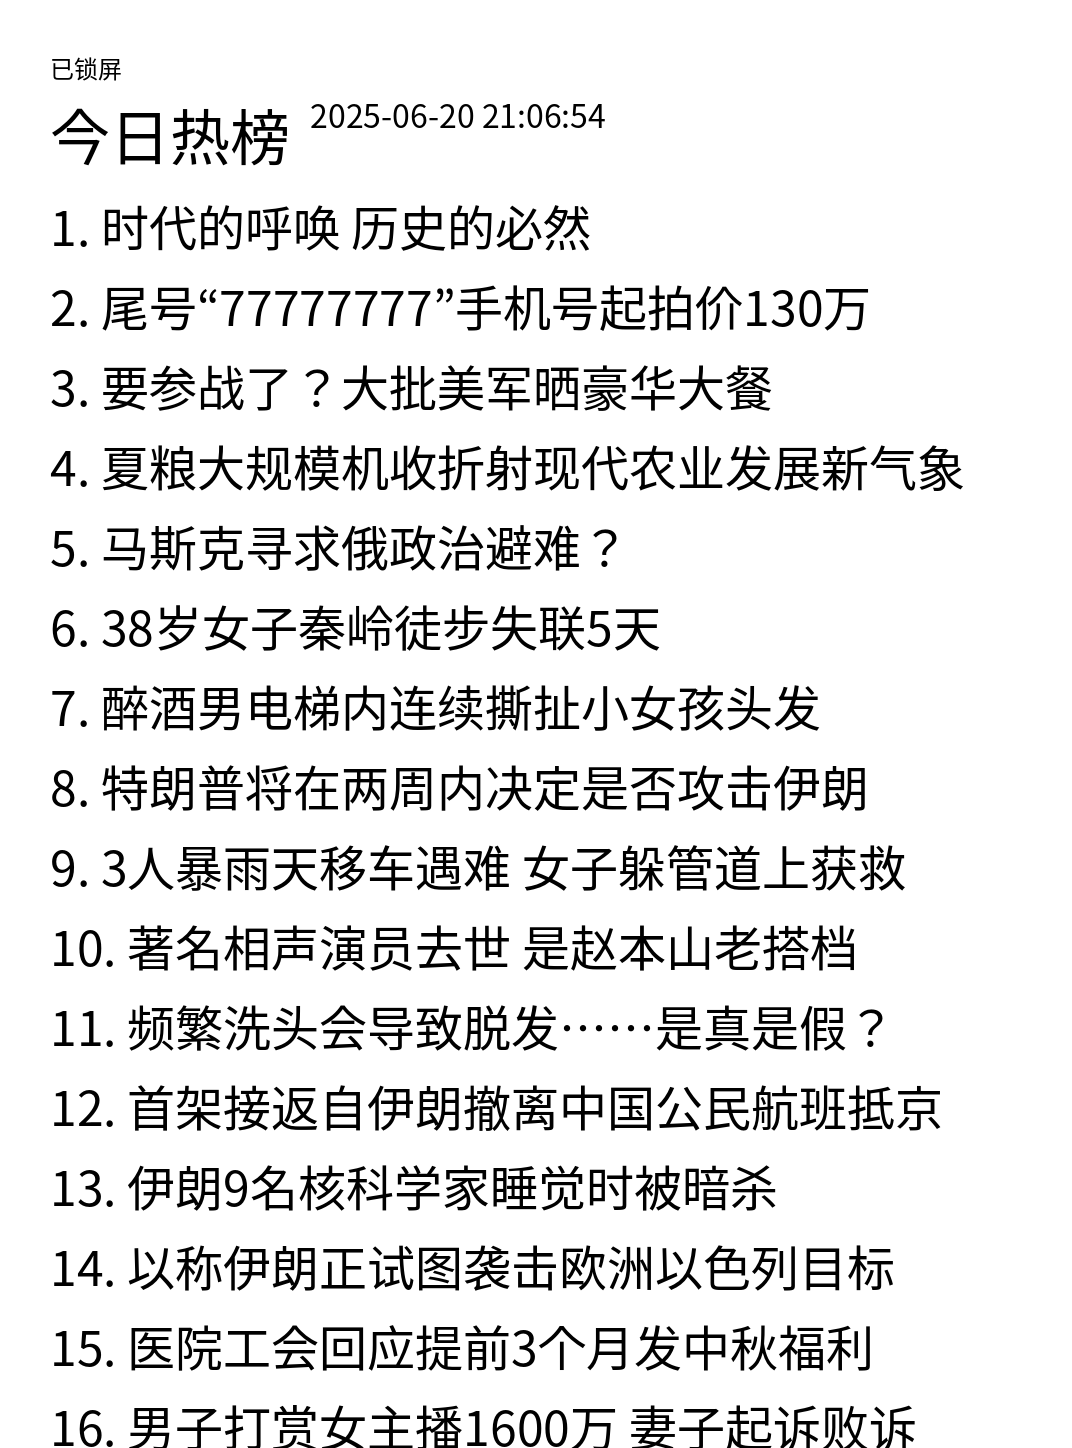 已锁屏
今日热榜 2025-06-20 21:06:54
1. 时代的呼唤 历史的必然
2. 尾号“77777777”手机号起拍价130万
3. 要参战了？大批美军晒豪华大餐
4. 夏粮大规模机收折射现代农业发展新气象
5. 马斯克寻求俄政治避难？
6. 38岁女子秦岭徒步失联5天
7. 醉酒男电梯内连续撕扯小女孩头发
8. 特朗普将在两周内决定是否攻击伊朗
9. 3人暴雨天移车遇难 女子躲管道上获救
10. 著名相声演员去世 是赵本山老搭档
11. 频繁洗头会导致脱发……是真是假？
12. 首架接返自伊朗撤离中国公民航班抵京
13. 伊朗9名核科学家睡觉时被暗杀
14. 以称伊朗正试图袭击欧洲以色列目标
15. 医院工会回应提前3个月发中秋福利
16. 男子打赏女主播1600万 妻子起诉败诉